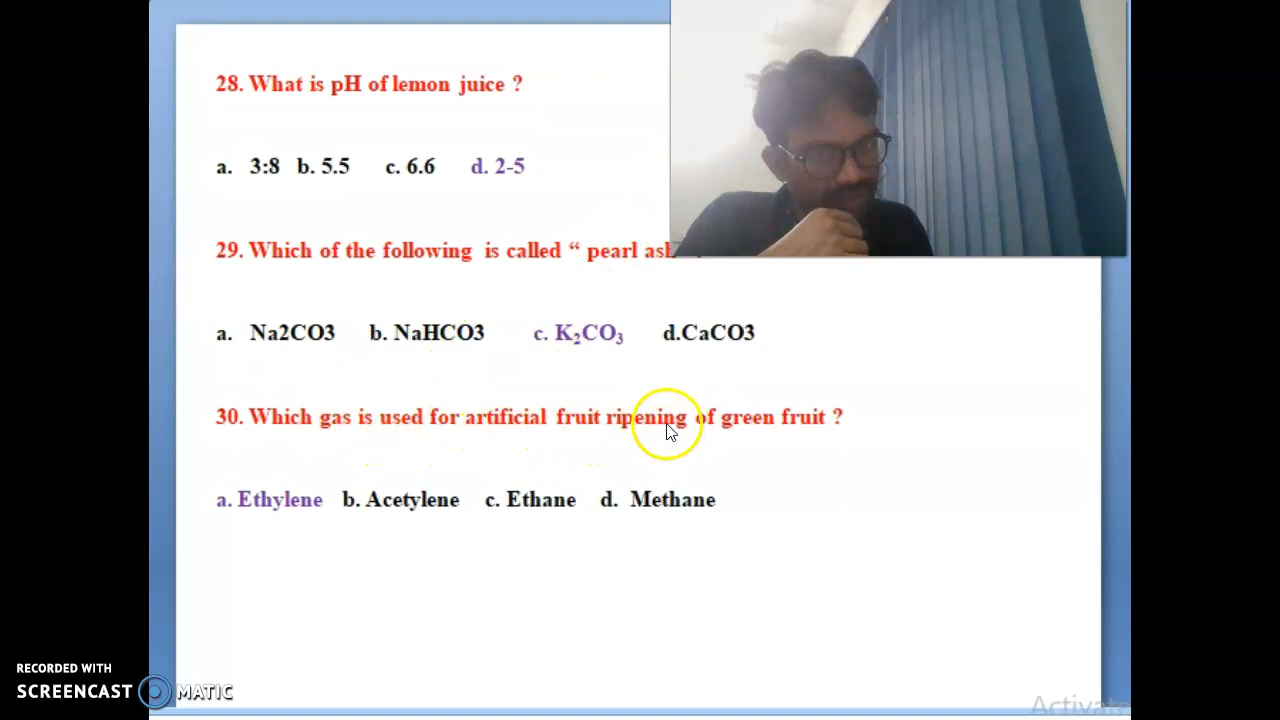 28. What is pH of lemon juice ?
a. 3:8 b. 5.5 c. 6.6 d. 2-5
29. Which of the following is called “ pearl ash
a. Na2CO3 b. NaHCO3 c. K₂CO₃ d.CaCO3
30. Which gas is used for artificial fruit ripening of green fruit ?
a. Ethylene b. Acetylene c. Ethane d. Methane
RECORDED WITH
SCREENCAST MATIC
Activate